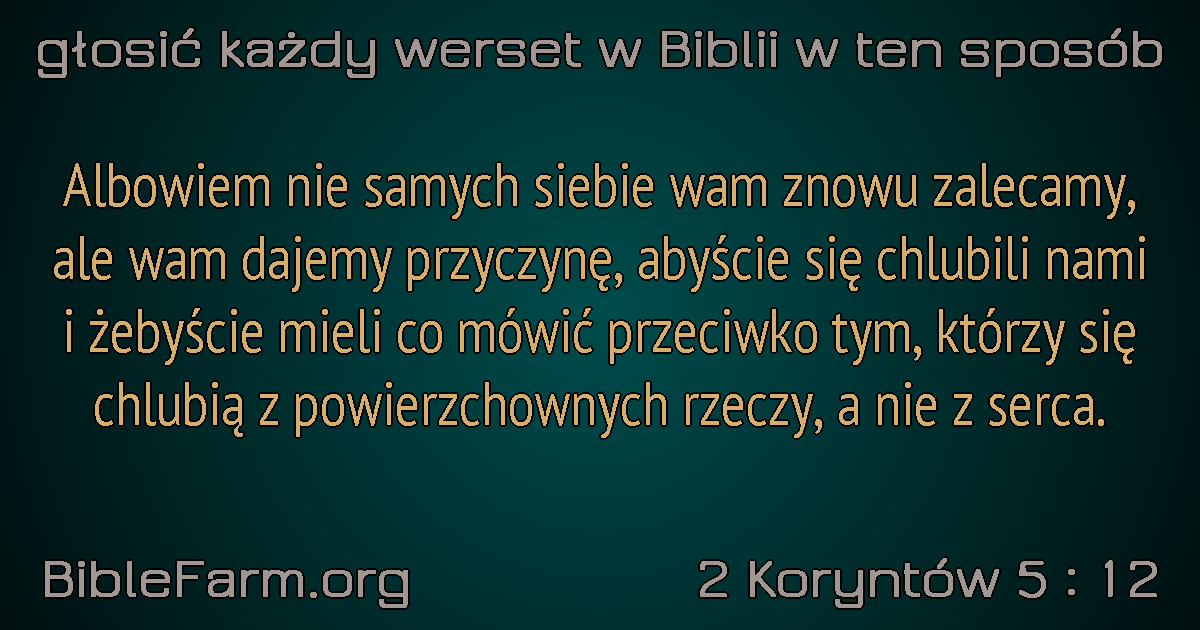 głosić każdy werset w Biblii w ten sposób
Albowiem nie samych siebie wam znowu zalecamy,
ale wam dajemy przyczynę, abyście się chlubili nami
i żebyście mieli co mówić przeciwko tym, którzy się
chlubią z powierzchownych rzeczy, a nie z serca.
BibleFarm.org
2 Koryntów 5 : 12